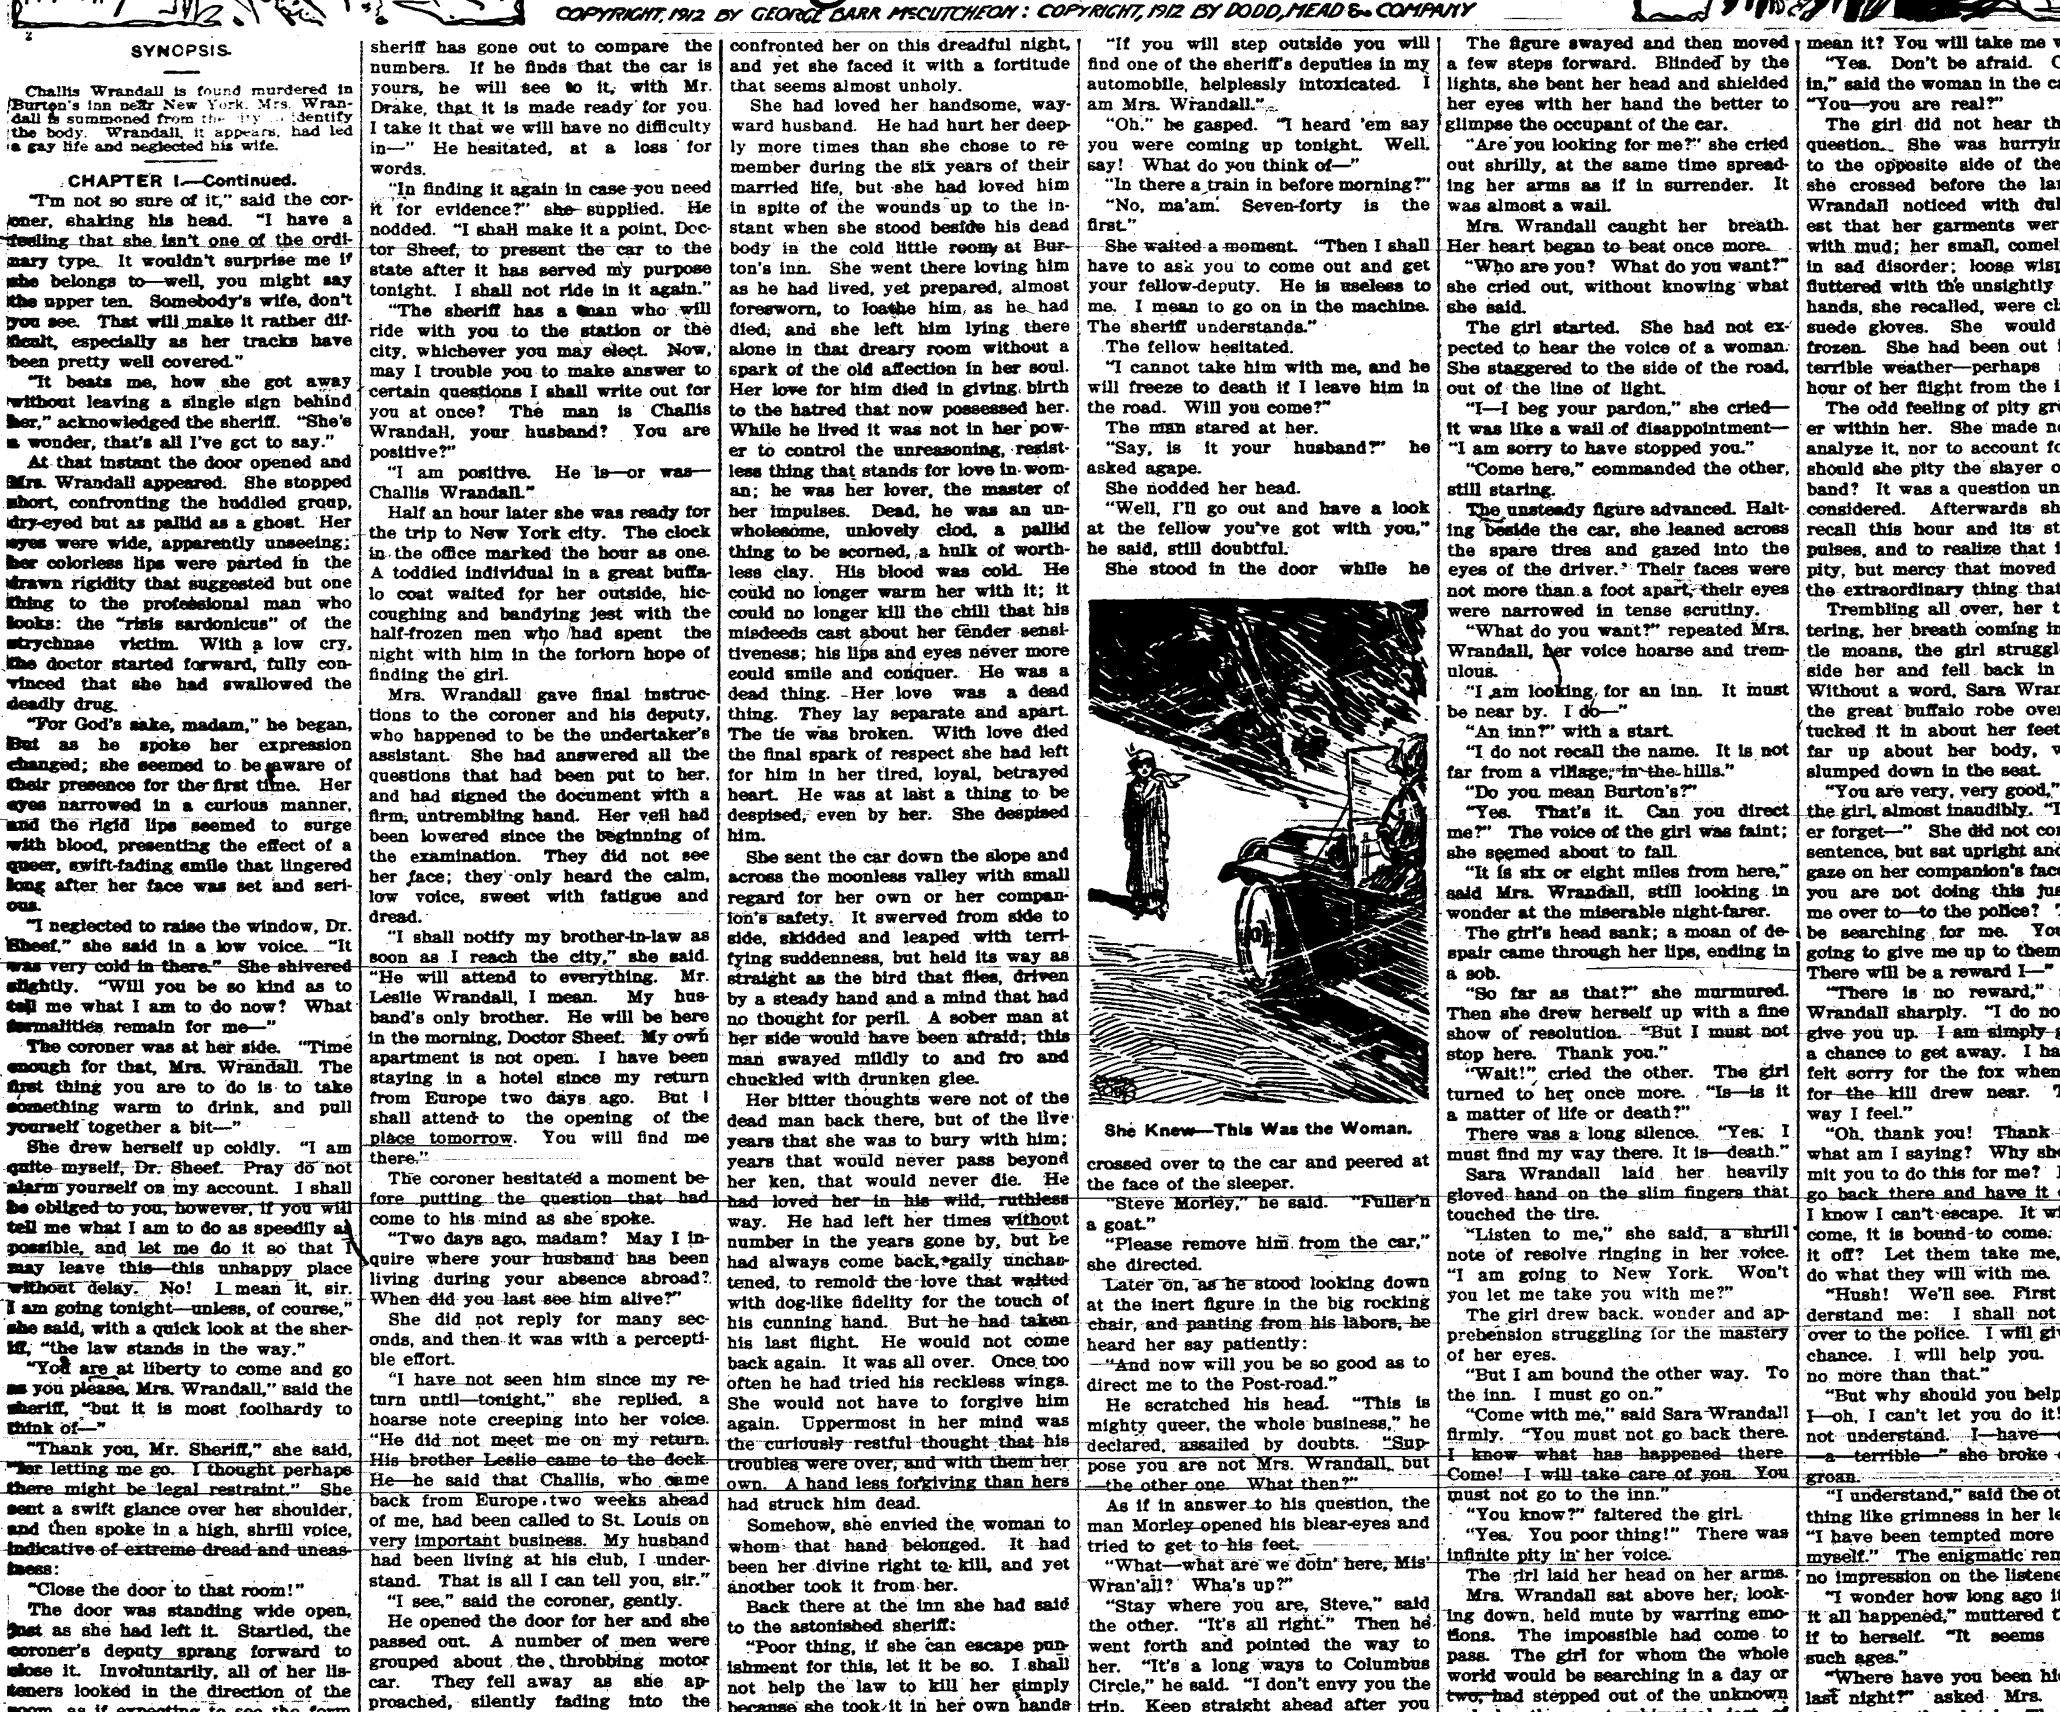 COPYRIGHT, 1912 BY GEORGE BARR McCUTCHEON: COPYRIGHT, 1912 BY DODD, MEAD & COMPANY
SYNOPSIS.
Challis Wrandall is found murdered in
Burton's inn near New York. Mrs. Wran-
dall is summoned from the city to identify
the body. Wrandall, it appears, had led
a gay life and neglected his wife.
CHAPTER I.—Continued.
"I'm not so sure of it," said the cor-
oner, shaking his head. "I have a
feeling that she isn't one of the ordi-
nary type. It wouldn't surprise me if
she belongs to—well, you might say
the upper ten. Somebody's wife, don't
you see. That will make it rather dif-
ficult, especially as her tracks have
been pretty well covered."
"It beats me, how she got away
without leaving a single sign behind
her," acknowledged the sheriff. "She's
a wonder, that's all I've got to say."
At that instant the door opened and
Mrs. Wrandall appeared. She stopped
short, confronting the huddled group,
dry-eyed but as pallid as a ghost. Her
eyes were wide, apparently unseeing;
her colorless lips were parted in the
drawn rigidity that suggested but one
thing to the professional man who
looks: the "risis sardonicus" of the
strychnae victim. With a low cry,
the doctor started forward, fully con-
vinced that she had swallowed the
deadly drug.
"For God's sake, madam," he began,
But as he spoke her expression
changed; she seemed to be aware of
their presence for the first time. Her
eyes narrowed in a curious manner,
and the rigid lips seemed to surge
with blood, presenting the effect of a
queer, swift-fading smile that lingered
long after her face was set and seri-
ous.
"I neglected to raise the window, Dr.
Sheef," she said in a low voice. "It
was very cold in there." She shivered
slightly. "Will you be so kind as to
tell me what I am to do now? What
formalities remain for me—"
The coroner was at her side. "Time
enough for that, Mrs. Wrandall. The
first thing you are to do is to take
something warm to drink, and pull
yourself together a bit—"
She drew herself up coldly. "I am
quite myself, Dr. Sheef. Pray do not
alarm yourself on my account. I shall
be obliged to you, however, if you will
tell me what I am to do as speedily as
possible, and let me do it so that I
may leave this—this unhappy place
without delay. No! I mean it, sir.
I am going tonight—unless, of course,"
she said, with a quick look at the sher-
iff, "the law stands in the way."
"You are at liberty to come and go
as you please, Mrs. Wrandall," said the
sheriff, "but it is most foolhardy to
think of—"
"Thank you, Mr. Sheriff," she said,
"for letting me go. I thought perhaps
there might be legal restraint." She
sent a swift glance over her shoulder,
and then spoke in a high, shrill voice,
indicative of extreme dread and uneas-
iness:
"Close the door to that room!"
The door was standing wide open,
just as she had left it. Startled, the
coroner's deputy sprang forward to
close it. Involuntarily, all of her lis-
teners looked in the direction of the
room, as if expecting to see the form
sheriff has gone out to compare the
numbers. If he finds that the car is
yours, he will see to it, with Mr.
Drake, that it is made ready for you.
I take it that we will have no difficulty
in—" He hesitated, at a loss for
words.
"In finding it again in case you need
it for evidence?" she supplied. He
nodded. "I shall make it a point, Doc-
tor Sheef, to present the car to the
state after it has served my purpose
tonight. I shall not ride in it again."
"The sheriff has a man who will
ride with you to the station or the
city, whichever you may elect. Now,
may I trouble you to make answer to
certain questions I shall write out for
you at once? The man is Challis
Wrandall, your husband? You are
positive?"
"I am positive. He is—or was—
Challis Wrandall."
Half an hour later she was ready for
the trip to New York city. The clock
in the office marked the hour as one.
A toddied individual in a great buffa-
lo coat waited for her outside, hic-
coughing and bandying jest with the
half-frozen men who had spent the
night with him in the forlorn hope of
finding the girl.
Mrs. Wrandall gave final instruc-
tions to the coroner and his deputy,
who happened to be the undertaker's
assistant. She had answered all the
questions that had been put to her,
and had signed the document with a
firm, untrembling hand. Her veil had
been lowered since the beginning of
the examination. They did not see
her face; they only heard the calm,
low voice, sweet with fatigue and
dread.
"I shall notify my brother-in-law as
soon as I reach the city," she said.
"He will attend to everything. Mr.
Leslie Wrandall, I mean. My hus-
band's only brother. He will be here
in the morning, Doctor Sheef. My own
apartment is not open. I have been
staying in a hotel since my return
from Europe two days ago. But I
shall attend to the opening of the
place tomorrow. You will find me
there."
The coroner hesitated a moment be-
fore putting the question that had
come to his mind as she spoke.
"Two days ago, madam? May I in-
quire where your husband has been
living during your absence abroad?
When did you last see him alive?"
She did not reply for many sec-
onds, and then it was with a percepti-
ble effort.
"I have not seen him since my re-
turn until—tonight," she replied, a
hoarse note creeping into her voice.
"He did not meet me on my return.
His brother Leslie came to the dock.
He—he said that Challis, who came
back from Europe two weeks ahead
of me, had been called to St. Louis on
very important business. My husband
had been living at his club, I under-
stand. That is all I can tell you, sir."
"I see," said the coroner, gently.
He opened the door for her and she
passed out. A number of men were
grouped about the throbbing motor
car. They fell away as she ap-
proached, silently fading into the
confronted her on this dreadful night,
and yet she faced it with a fortitude
that seems almost unholy.
She had loved her handsome, way-
ward husband. He had hurt her deep-
ly more times than she chose to re-
member during the six years of their
married life, but she had loved him
in spite of the wounds up to the in-
stant when she stood beside his dead
body in the cold little room at Bur-
ton's inn. She went there loving him
as he had lived, yet prepared, almost
foresworn, to loathe him as he had
died, and she left him lying there
alone in that dreary room without a
spark of the old affection in her soul.
Her love for him died in giving birth
to the hatred that now possessed her.
While he lived it was not in her pow-
er to control the unreasoning, resist-
less thing that stands for love in wom-
an; he was her lover, the master of
her impulses. Dead, he was an un-
wholesome, unlovely clod, a pallid
thing to be scorned, a hulk of worth-
less clay. His blood was cold. He
could no longer warm her with it; it
could no longer kill the chill that his
misdeeds cast about her tender sensi-
tiveness; his lips and eyes never more
could smile and conquer. He was a
dead thing. Her love was a dead
thing. They lay separate and apart.
The tie was broken. With love died
the final spark of respect she had left
for him in her tired, loyal, betrayed
heart. He was at last a thing to be
despised, even by her. She despised
him.
She sent the car down the slope and
across the moonless valley with small
regard for her own or her compan-
ion's safety. It swerved from side to
side, skidded and leaped with terri-
fying suddenness, but held its way as
straight as the bird that flies, driven
by a steady hand and a mind that had
no thought for peril. A sober man at
her side would have been afraid; this
man swayed mildly to and fro and
chuckled with drunken glee.
Her bitter thoughts were not of the
dead man back there, but of the live
years that she was to bury with him;
years that would never pass beyond
her ken, that would never die. He
had loved her in his wild, ruthless
way. He had left her times without
number in the years gone by, but he
had always come back, gaily unchas-
tened, to remold the love that waited
with dog-like fidelity for the touch of
his cunning hand. But he had taken
his last flight. He would not come
back again. It was all over. Once too
often he had tried his reckless wings.
She would not have to forgive him
again. Uppermost in her mind was
the curiously restful thought that his
troubles were over, and with them her
own. A hand less forgiving than hers
had struck him dead.
Somehow, she envied the woman to
whom that hand belonged. It had
been her divine right to kill, and yet
another took it from her.
Back there at the inn she had said
to the astonished sheriff:
"Poor thing, if she can escape pun-
ishment for this, let it be so. I shall
not help the law to kill her simply
because she took it in her own hands
"If you will step outside you will
find one of the sheriff's deputies in my
automobile, helplessly intoxicated. I
am Mrs. Wrandall."
"Oh," he gasped. "I heard 'em say
you were coming up tonight. Well,
say! What do you think of—"
"In there a train in before morning?"
"No, ma'am. Seven-forty is the
first."
She waited a moment. "Then I shall
have to ask you to come out and get
your fellow-deputy. He is useless to
me. I mean to go on in the machine.
The sheriff understands."
The fellow hesitated.
"I cannot take him with me, and he
will freeze to death if I leave him in
the road. Will you come?"
The man stared at her.
"Say, is it your husband?" he
asked agape.
She nodded her head.
"Well, I'll go out and have a look
at the fellow you've got with you,"
he said, still doubtful.
She stood in the door while he
She Knew—This Was the Woman.
crossed over to the car and peered at
the face of the sleeper.
"Steve Morley," he said. "Fuller'n
a goat."
"Please remove him from the car,"
she directed.
Later on, as he stood looking down
at the inert figure in the big rocking
chair, and panting from his labors, he
heard her say patiently:
"And now will you be so good as to
direct me to the Post-road."
He scratched his head. "This is
mighty queer, the whole business," he
declared, assailed by doubts. "Sup-
pose you are not Mrs. Wrandall, but
—the other one. What then?"
As if in answer to his question, the
man Morley opened his blear-eyes and
tried to get to his feet.
"What—what are we doin' here, Mis'
Wran'all? Wha's up?"
"Stay where you are, Steve," said
the other. "It's all right." Then he
went forth and pointed the way to
her. "It's a long ways to Columbus
Circle," he said. "I don't envy you the
trip. Keep straight ahead after you
The figure swayed and then moved
a few steps forward. Blinded by the
lights, she bent her head and shielded
her eyes with her hand the better to
glimpse the occupant of the car.
"Are you looking for me?" she cried
out shrilly, at the same time spread-
ing her arms as if in surrender. It
was almost a wail.
Mrs. Wrandall caught her breath.
Her heart began to beat once more.
"Who are you? What do you want?"
she cried out, without knowing what
she said.
The girl started. She had not ex-
pected to hear the voice of a woman.
She staggered to the side of the road,
out of the line of light.
"I—I beg your pardon," she cried—
it was like a wail of disappointment—
"I am sorry to have stopped you."
"Come here," commanded the other,
still staring.
The unsteady figure advanced. Halt-
ing beside the car, she leaned across
the spare tires and gazed into the
eyes of the driver. Their faces were
not more than a foot apart, their eyes
were narrowed in tense scrutiny.
"What do you want?" repeated Mrs.
Wrandall, her voice hoarse and trem-
ulous.
"I am looking for an inn. It must
be near by. I do—"
"An inn?" with a start.
"I do not recall the name. It is not
far from a village, in the hills."
"Do you mean Burton's?"
"Yes. That's it. Can you direct
me?" The voice of the girl was faint;
she seemed about to fall.
"It is six or eight miles from here,"
said Mrs. Wrandall, still looking in
wonder at the miserable night-farer.
The girl's head sank; a moan of de-
spair came through her lips, ending in
a sob.
"So far as that?" she murmured.
Then she drew herself up with a fine
show of resolution. "But I must not
stop here. Thank you."
"Wait!" cried the other. The girl
turned to her once more. "Is—is it
a matter of life or death?"
There was a long silence. "Yes. I
must find my way there. It is—death."
Sara Wrandall laid her heavily
gloved hand on the slim fingers that
touched the tire.
"Listen to me," she said, a shrill
note of resolve ringing in her voice.
"I am going to New York. Won't
you let me take you with me?"
The girl drew back, wonder and ap-
prehension struggling for the mastery
of her eyes.
"But I am bound the other way. To
the inn. I must go on."
"Come with me," said Sara Wrandall
firmly. "You must not go back there.
I know what has happened there.
Come! I will take care of you. You
must not go to the inn."
"You know?" faltered the girl.
"Yes. You poor thing!" There was
infinite pity in her voice.
The girl laid her head on her arms.
Mrs. Wrandall sat above her, look-
ing down, held mute by warring emo-
tions. The impossible had come to
pass. The girl for whom the whole
world would be searching in a day or
two, had stepped out of the unknown
mean it? You will take me
"Yes. Don't be afraid.
in," said the woman in the
"You—you are real?"
The girl did not hear
question. She was
to the opposite side of the
she crossed before the
Wrandall noticed with
est that her garments were
with mud; her small,
in sad disorder; loose
fluttered with the unsightly
hands, she recalled, were
suede gloves. She would
frozen. She had been out
terrible weather—perhaps
hour of her flight from the
The odd feeling of pity
er within her. She made
analyze it, nor to account
should she pity the slayer
band? It was a question
considered. Afterwards
recall this hour and its
pulses, and to realize that
pity, but mercy that moved
the extraordinary thing that
Trembling all over, her
tering, her breath coming in
tle moans, the girl
side her and fell back in
Without a word, Sara
the great buffalo robe over
tucked it in about her feet
far up about her body,
slumped down in the seat.
"You are very, very good,"
the girl, almost inaudibly.
er forget—" She did not
sentence, but sat upright and
gaze on her companion's face
you are not doing this
me over to—to the police?
be searching for me.
going to give me up to them
There will be a reward I—"
"There is no reward,"
Wrandall sharply. "I do
give you up. I am simply
a chance to get away. I
felt sorry for the fox when
for the kill drew near.
way I feel."
"Oh, thank you! Thank
what am I saying? Why
mit you to do this for me?
go back there and have it
I know I can't escape. It
come, it is bound to come.
it off? Let them take me,
do what they will with me.
"Hush! We'll see. First
derstand me: I shall not
over to the police. I will
chance. I will help you.
no more than that."
"But why should you help
I—oh, I can't let you do it!
not understand. I—have—
—a—terrible—" she broke
groan.
"I understand," said the
thing like grimness in her
"I have been tempted more
myself." The enigmatic
no impression on the
"I wonder how long ago
it all happened," muttered
if to herself. "It seems
such ages."
"Where have you been
last night?" asked Mrs.